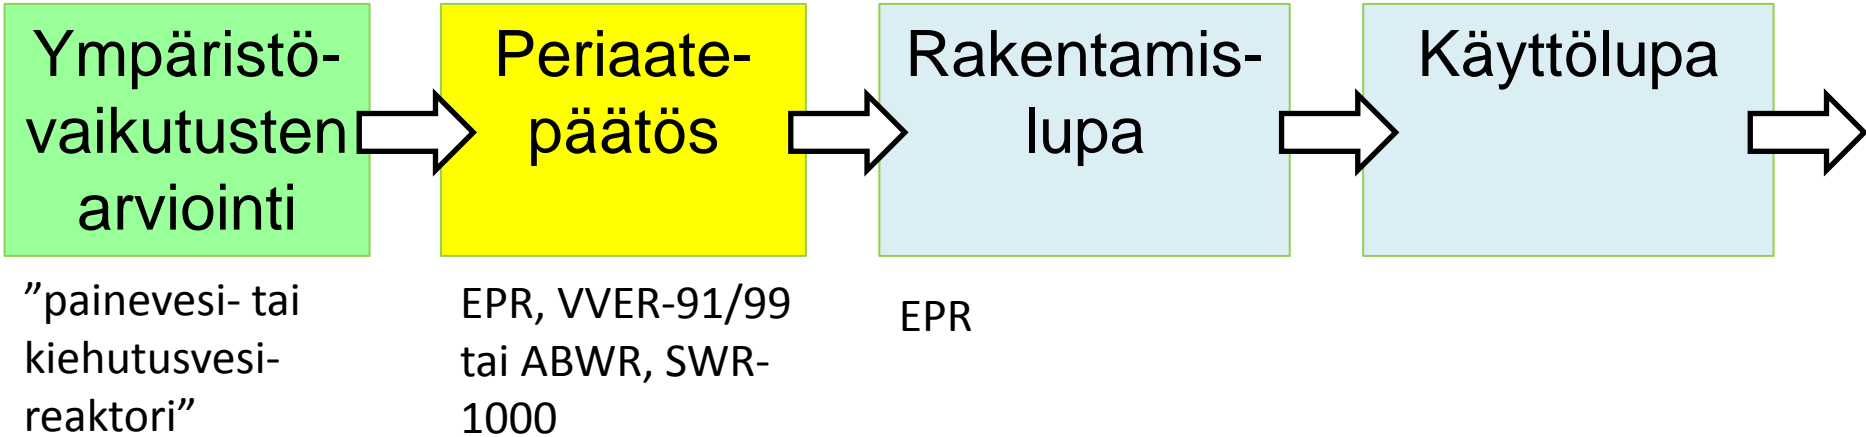 Ympäristö-
vaikutusten
arviointi
Periaate-
päätös
Rakentamis-
lupa
Käyttölupa
”painevesi- tai
kiehutusvesi-
reaktori”
EPR, VVER-91/99
tai ABWR, SWR-
1000
EPR